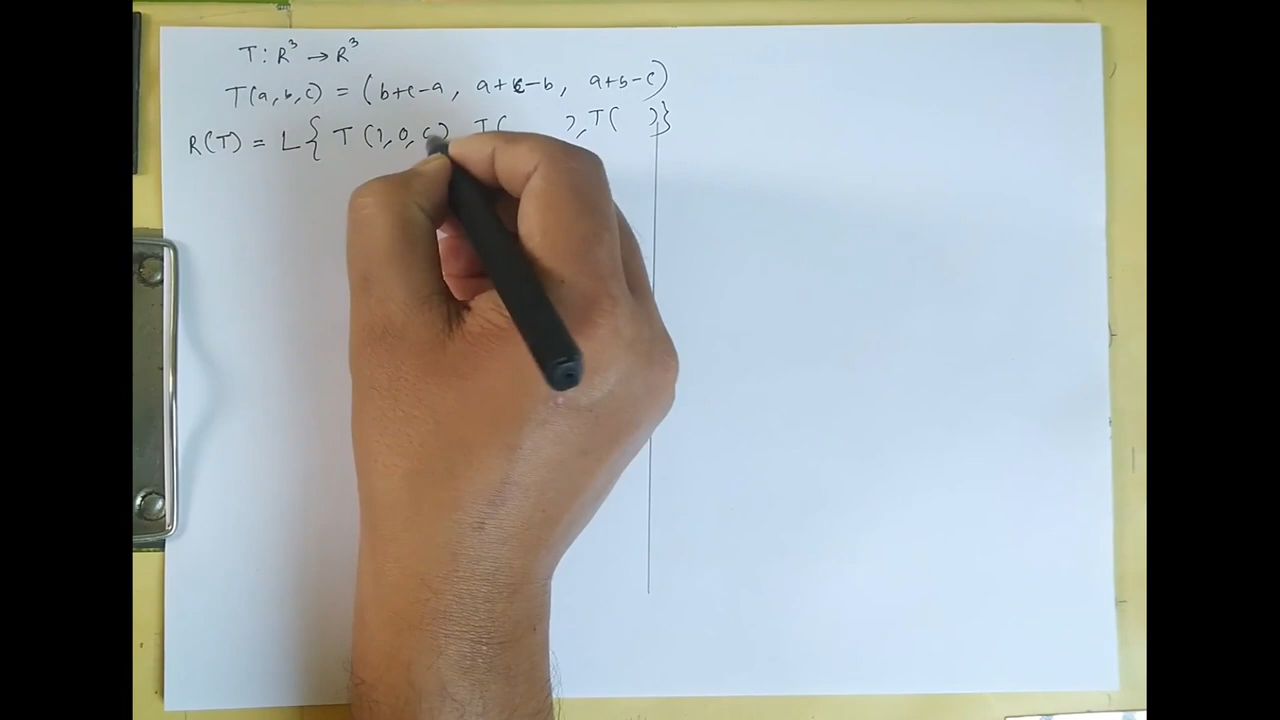 T : R³ → R³
T(a, b, c) = (b+c-a, a+c-b, a+b-c)
R(T) = L{ T(1, 0, 0), T( ), T( )}